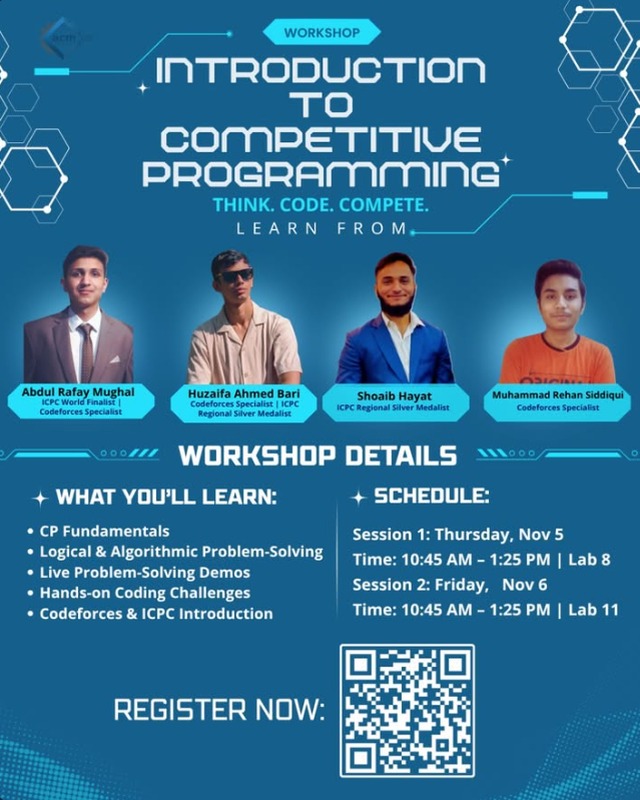 acm
WORKSHOP
INTRODUCTION
TO
COMPETITIVE
PROGRAMMING
THINK. CODE. COMPETE.
LEARN FROM
Abdul Rafay Mughal
ICPC World Finalist |
Codeforces Specialist
Huzaifa Ahmed Bari
Codeforces Specialist | ICPC
Regional Silver Medalist
Shoaib Hayat
ICPC Regional Silver Medalist
Muhammad Rehan Siddiqui
Codeforces Specialist
ORIGIN
WORKSHOP DETAILS
WHAT YOU'LL LEARN:
• CP Fundamentals
• Logical & Algorithmic Problem-Solving
• Live Problem-Solving Demos
• Hands-on Coding Challenges
• Codeforces & ICPC Introduction
SCHEDULE:
Session 1: Thursday, Nov 5
Time: 10:45 AM – 1:25 PM | Lab 8
Session 2: Friday, Nov 6
Time: 10:45 AM – 1:25 PM | Lab 11
REGISTER NOW: